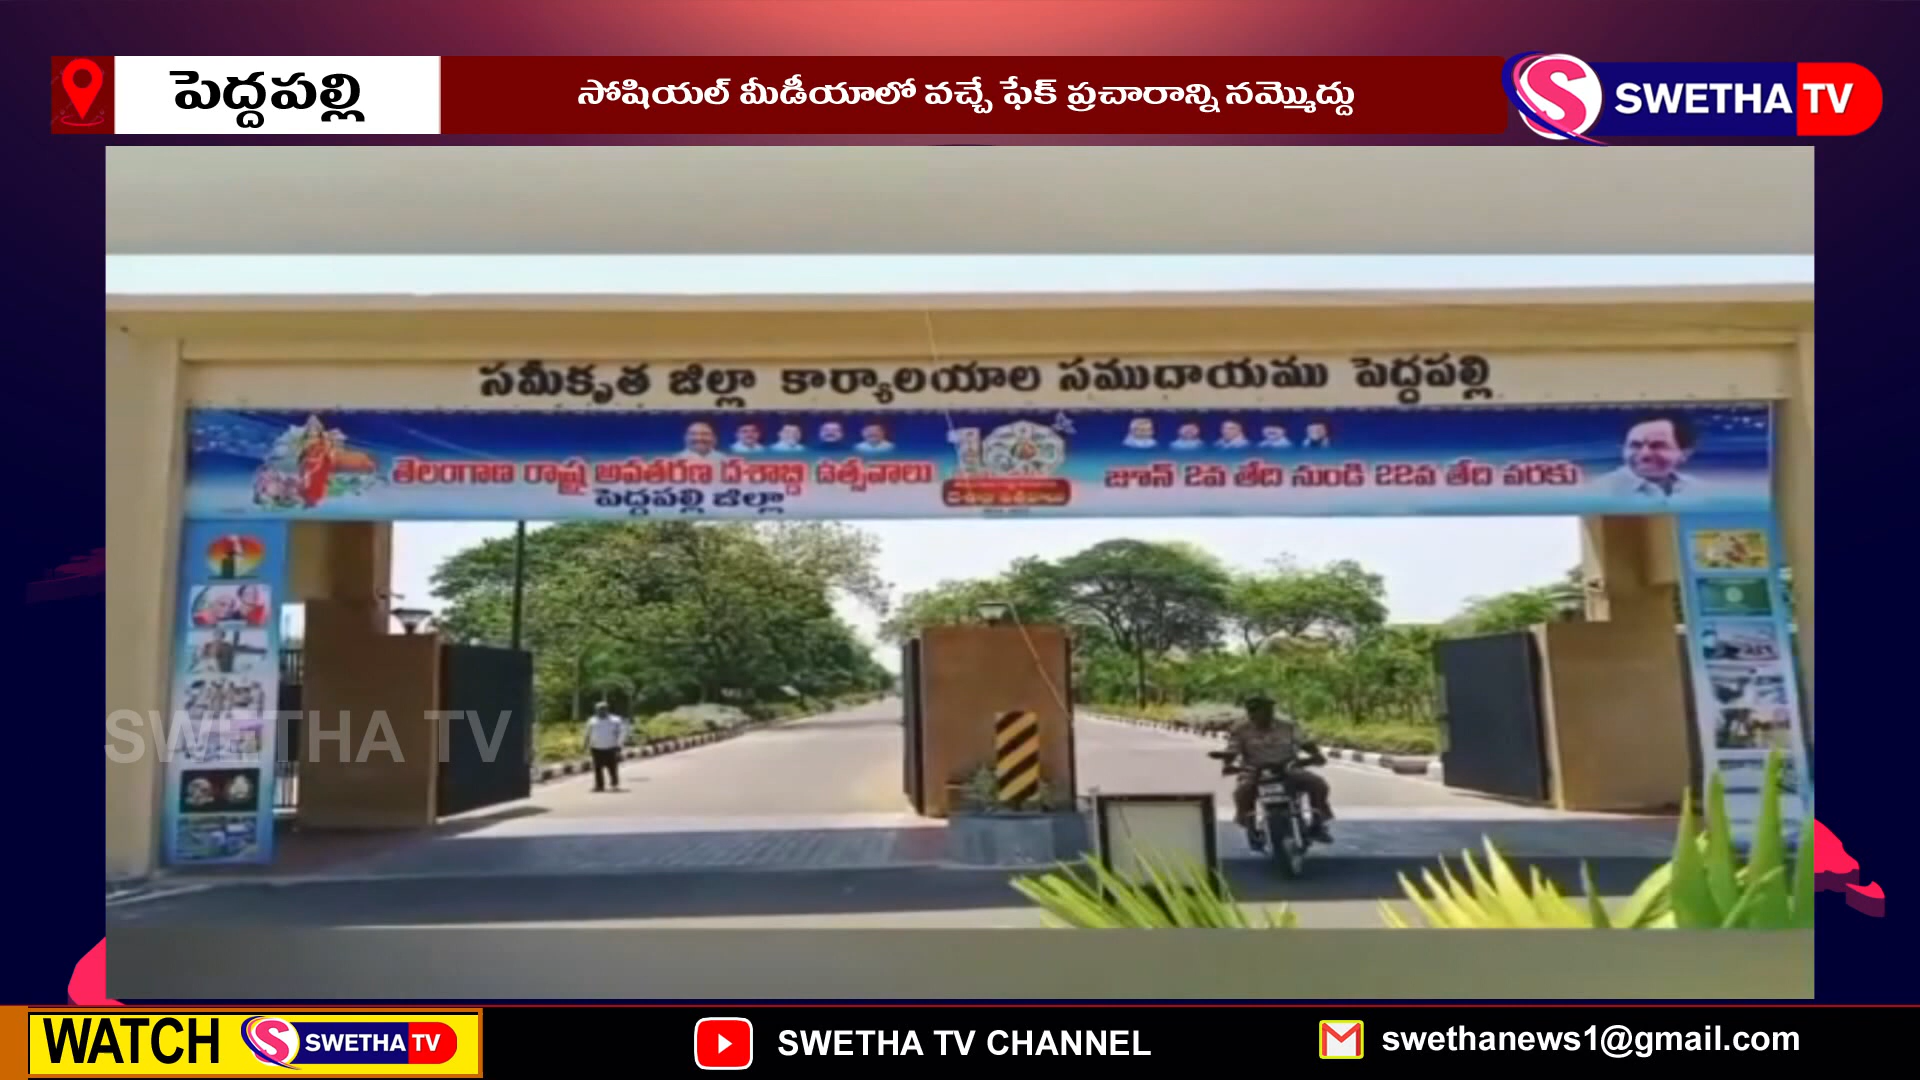 పెద్దపల్లి
సోషియల్ మీడియాలో వచ్చే ఫేక్ ప్రచారాన్ని నమ్మొద్దు
SWETHA TV
సమీకృత జిల్లా కార్యాలయాల సముదాయము పెద్దపల్లి
తెలంగాణ రాష్ట్ర అవతరణ దశాబ్ది ఉత్సవాలు
పెద్దపల్లి జిల్లా
జూన్ 2వ తేది నుండి 22వ తేది వరకు
SWETHA TV
WATCH SWETHA TV
SWETHA TV CHANNEL
swethanews1@gmail.com